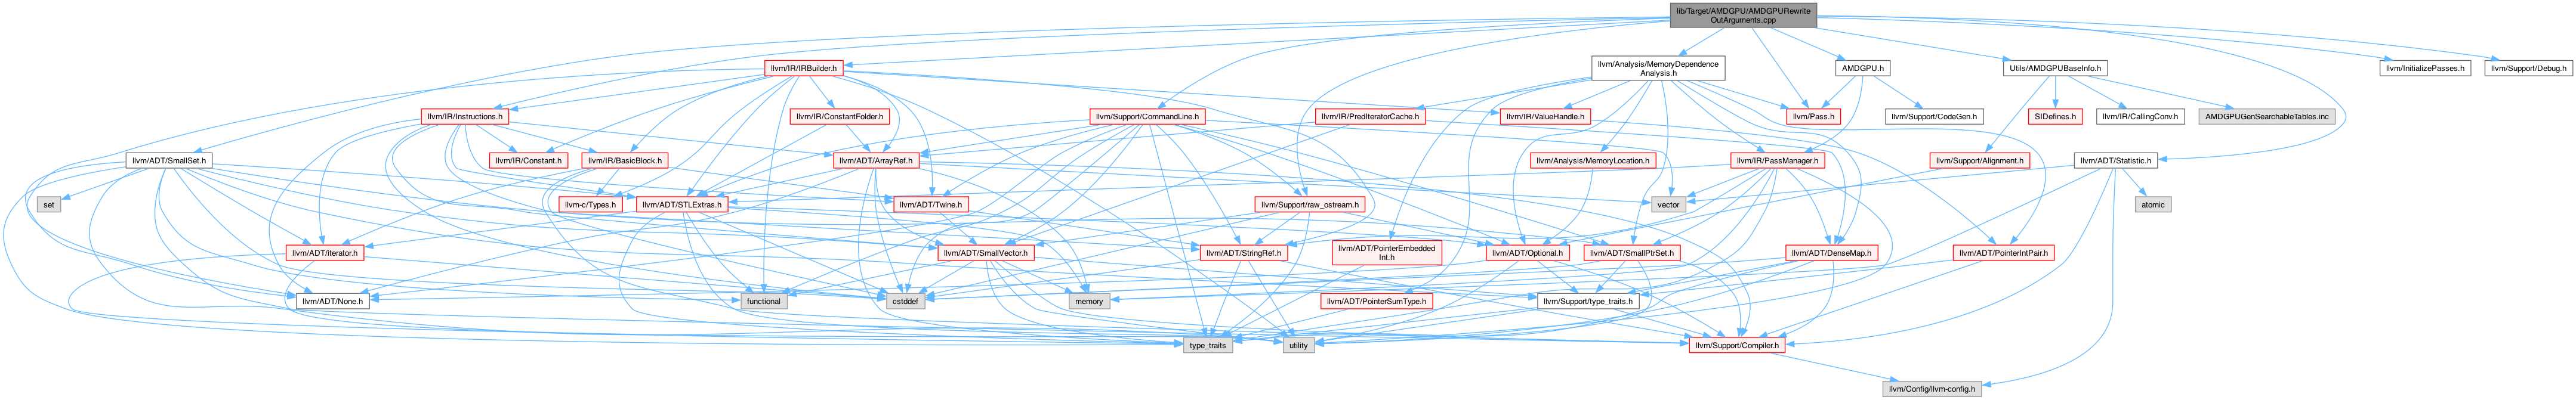 lib/Target/AMDGPU/AMDGPURewrite
OutArguments.cpp
llvm/IR/IRBuilder.h
llvm/Analysis/MemoryDependence
Analysis.h
AMDGPU.h
Utils/AMDGPUBaseInfo.h
llvm/InitializePasses.h
llvm/Support/Debug.h
llvm/IR/Instructions.h
llvm/IR/ConstantFolder.h
llvm/Support/CommandLine.h
llvm/IR/PredIteratorCache.h
llvm/IR/ValueHandle.h
llvm/Pass.h
llvm/Support/CodeGen.h
SIDefines.h
llvm/IR/CallingConv.h
AMDGPUGenSearchableTables.inc
llvm/ADT/SmallSet.h
llvm/IR/Constant.h
llvm/IR/BasicBlock.h
llvm/ADT/ArrayRef.h
llvm/Analysis/MemoryLocation.h
llvm/IR/PassManager.h
llvm/Support/Alignment.h
llvm/ADT/Statistic.h
set
llvm-c/Types.h
llvm/ADT/STLExtras.h
llvm/ADT/Twine.h
llvm/Support/raw_ostream.h
vector
atomic
llvm/ADT/iterator.h
llvm/ADT/SmallVector.h
llvm/ADT/StringRef.h
llvm/ADT/PointerEmbedded
Int.h
llvm/ADT/Optional.h
llvm/ADT/SmallPtrSet.h
llvm/ADT/DenseMap.h
llvm/ADT/PointerIntPair.h
llvm/ADT/None.h
functional
cstddef
memory
llvm/ADT/PointerSumType.h
llvm/Support/type_traits.h
type_traits
utility
llvm/Support/Compiler.h
llvm/Config/llvm-config.h